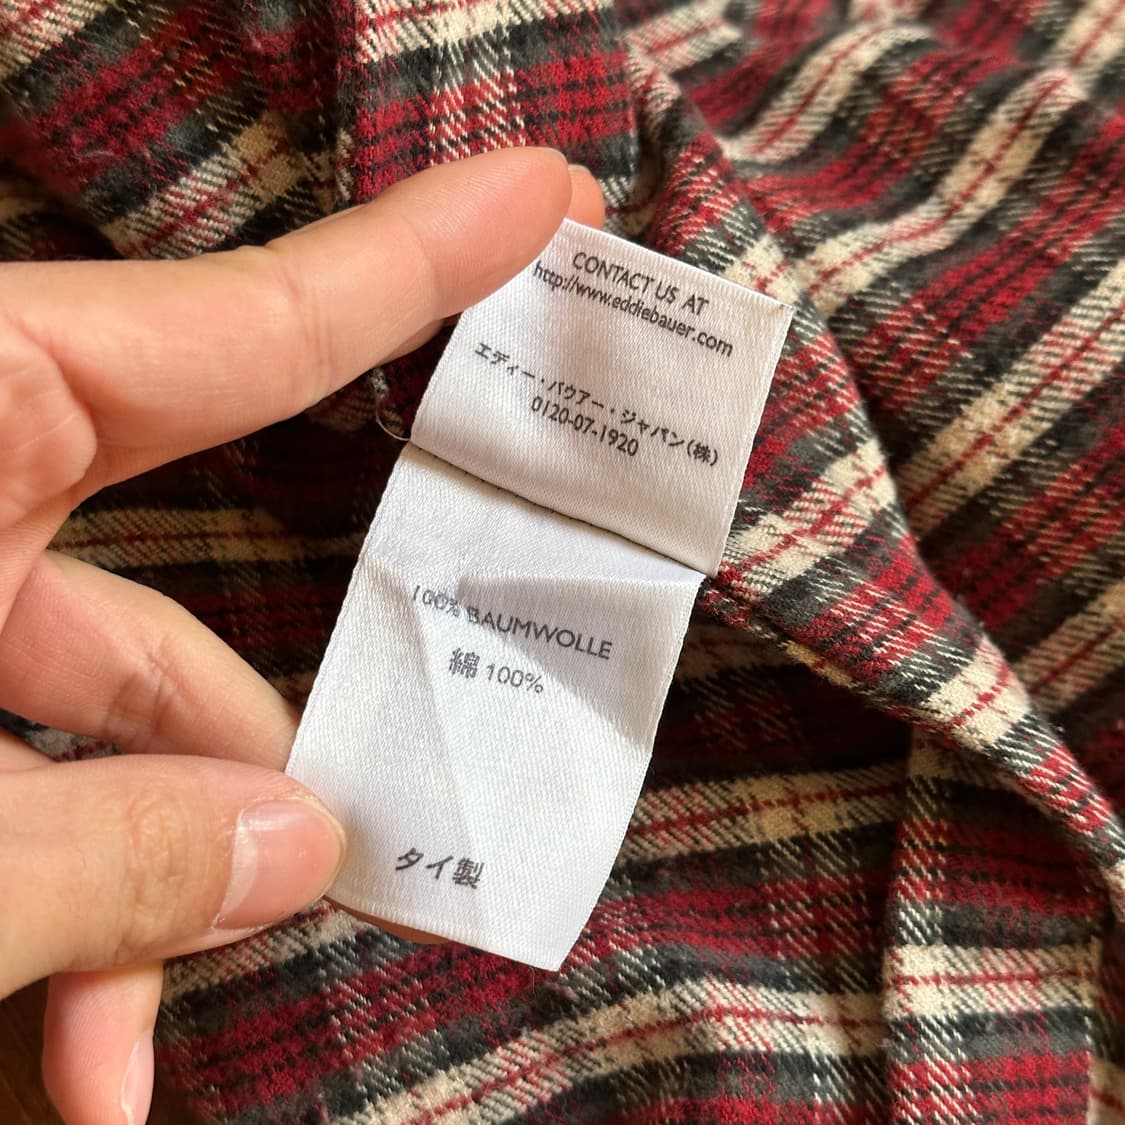 CONTACT US AT
http://www.eddiebauer.com
エディー・バウアー・ジャパン(株)
0120-07-1920
100% BAUMWOLLE
綿 100%
タイ製